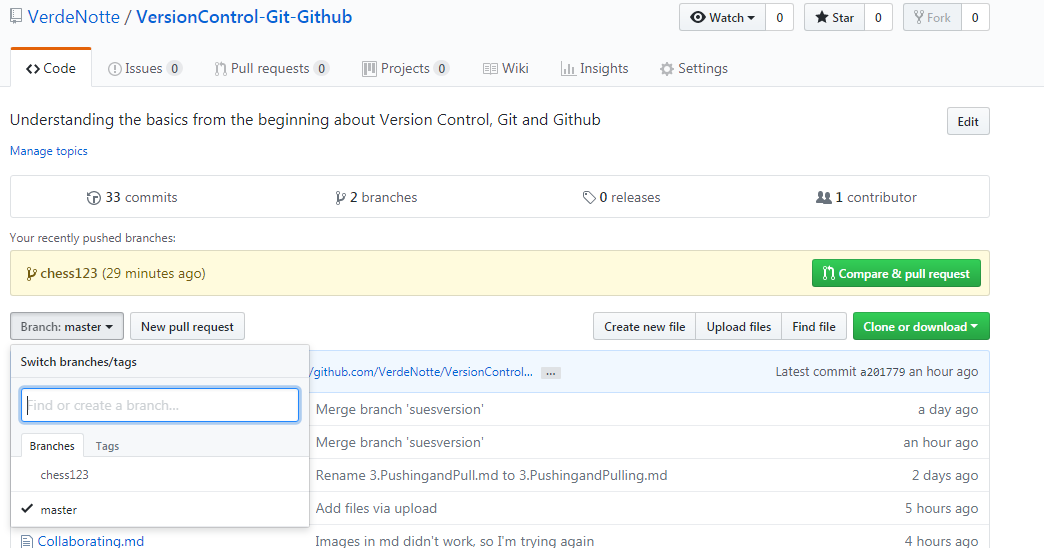 VerdeNotte / VersionControl-Git-Github
Watch 0 Star 0 Fork 0
Code Issues 0 Pull requests 0 Projects 0 Wiki Insights Settings
Understanding the basics from the beginning about Version Control, Git and Github Edit
Manage topics
33 commits 2 branches 0 releases 1 contributor
Your recently pushed branches:
chess123 (29 minutes ago) Compare & pull request
Branch: master New pull request Create new file Upload files Find file Clone or download
Switch branches/tags
/github.com/VerdeNotte/VersionControl... ... Latest commit a201779 an hour ago
Find or create a branch...
Merge branch 'suesversion' a day ago
Branches Tags
Merge branch 'suesversion' an hour ago
chess123
Rename 3.PushingandPull.md to 3.PushingandPulling.md 2 days ago
master
Add files via upload 5 hours ago
Collaborating.md Images in md didn't work, so I'm trying again 4 hours ago